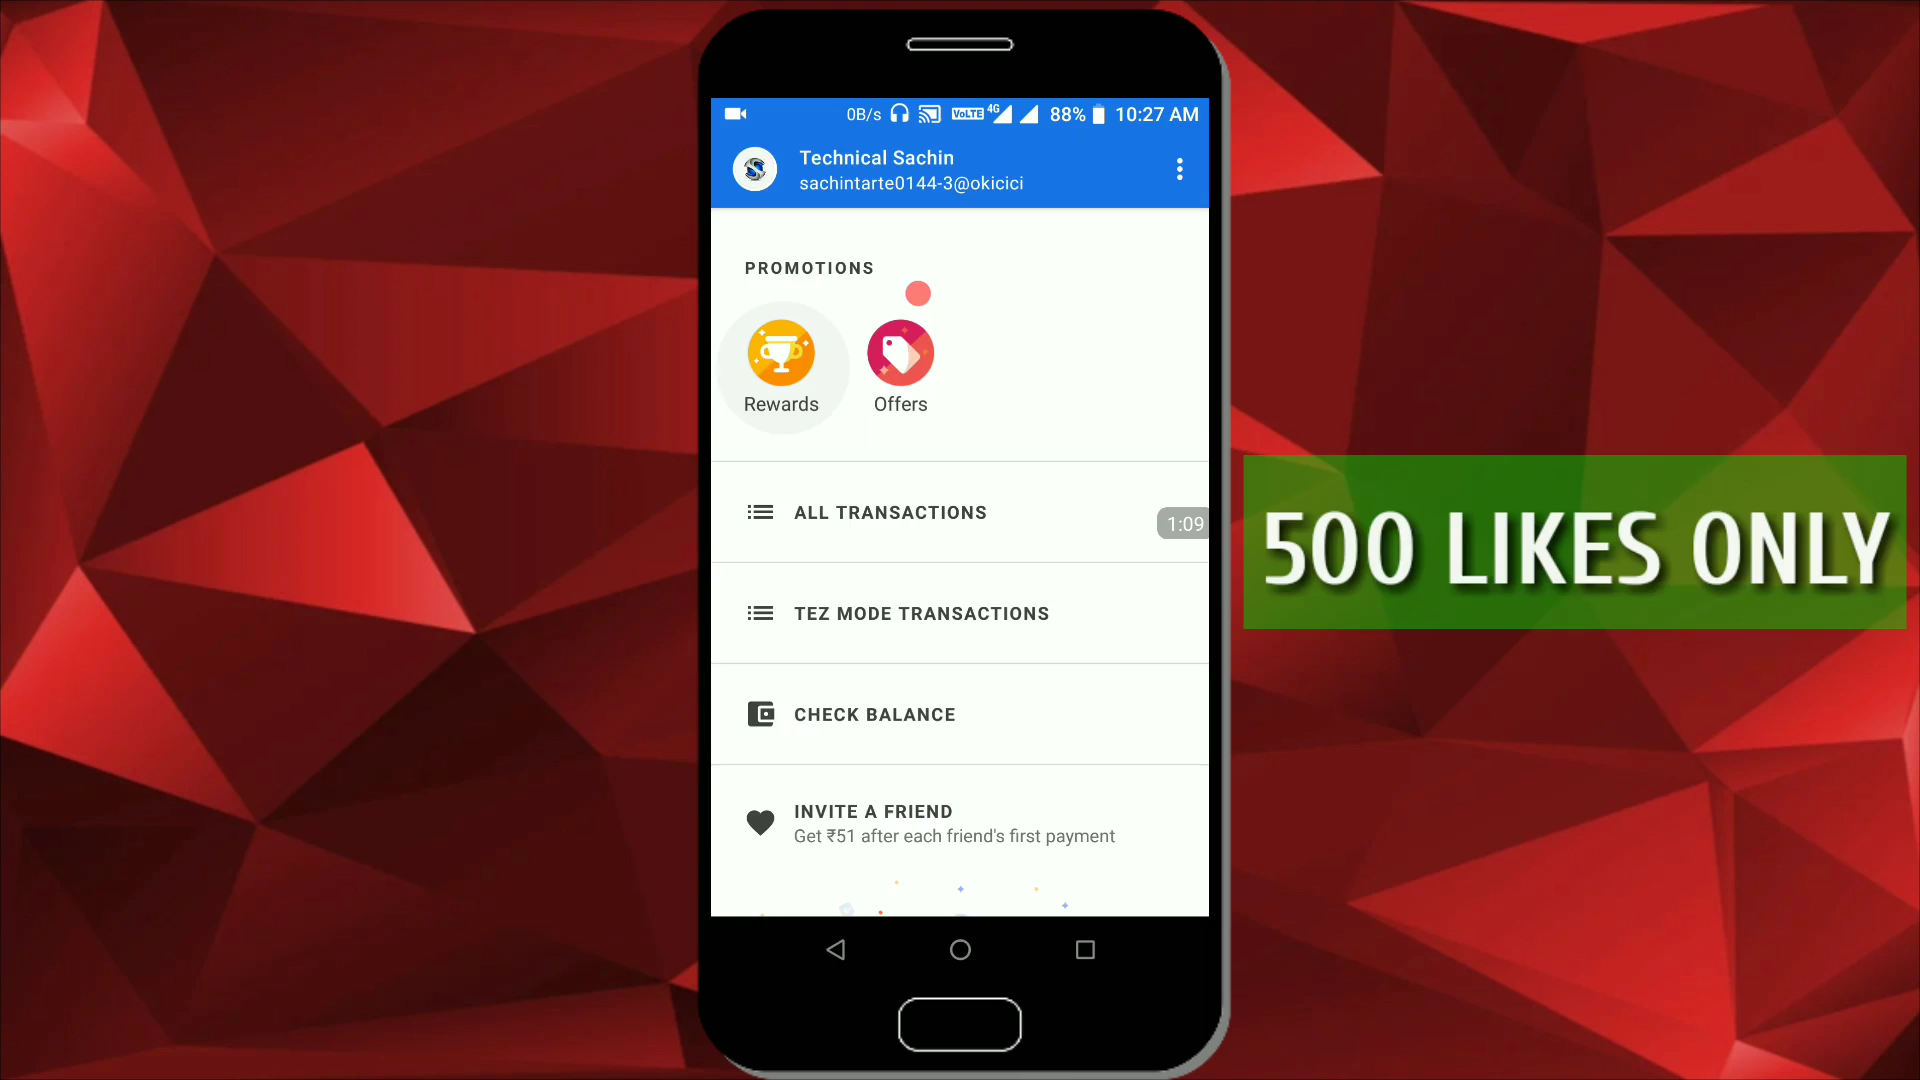 0B/s VoLTE 4G 88% 10:27 AM
Technical Sachin
sachintarte0144-3@okicici
PROMOTIONS
Rewards
Offers
ALL TRANSACTIONS
1:09
TEZ MODE TRANSACTIONS
CHECK BALANCE
INVITE A FRIEND
Get ₹51 after each friend's first payment
500 LIKES ONLY